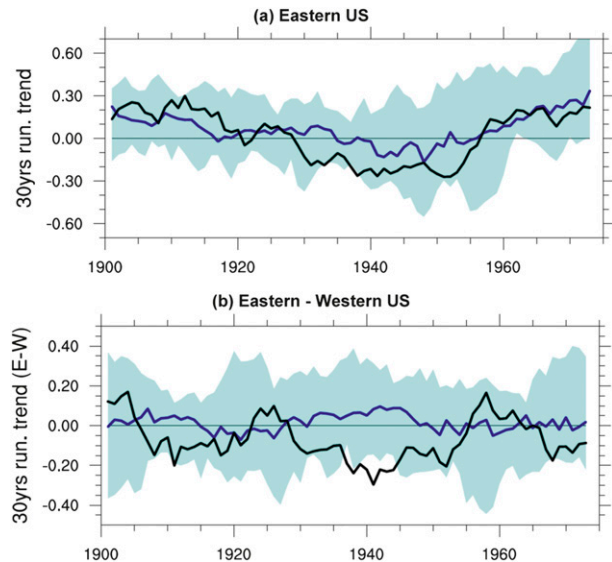 (a) Eastern US
30yrs run. trend
0.60
0.30
0.00
-0.30
-0.60
1900 1920 1940 1960
(b) Eastern - Western US
30yrs run. trend (E-W)
0.40
0.20
0.00
-0.20
-0.40
1900 1920 1940 1960